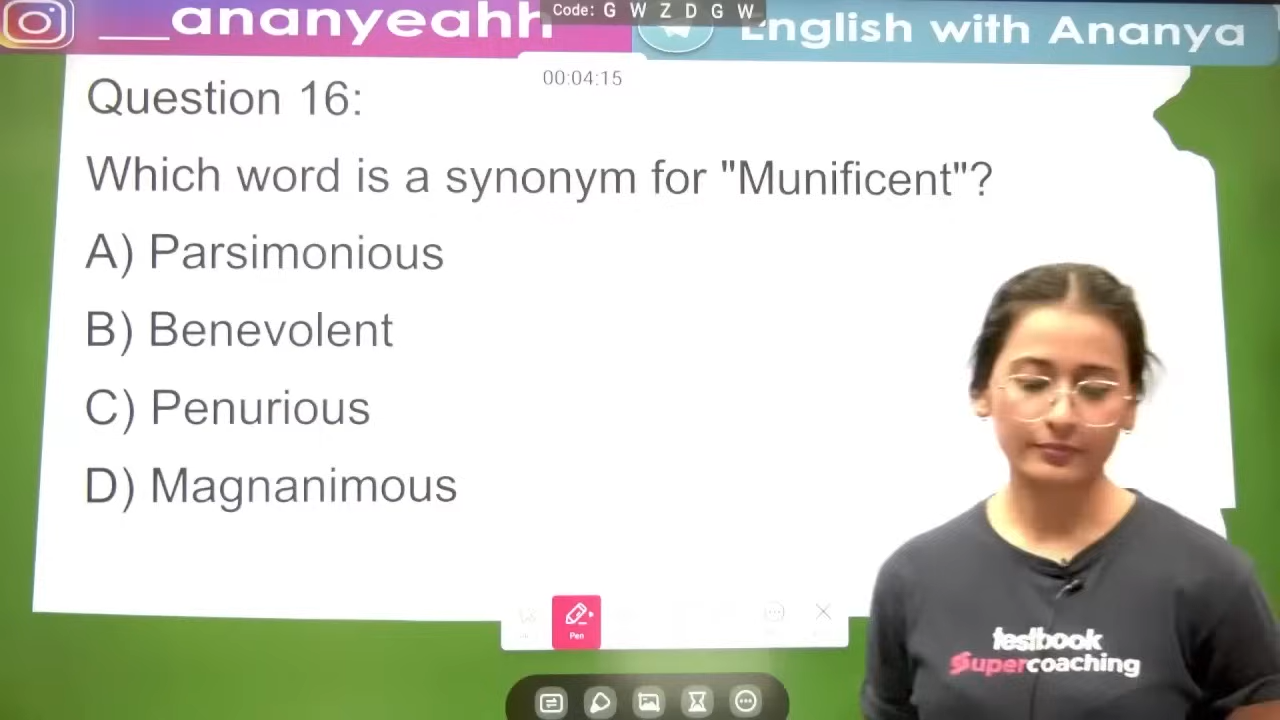 ___ananyeahh
Code: G W Z D G W
English with Ananya
00:04:15
Question 16:
Which word is a synonym for "Munificent"?
A) Parsimonious
B) Benevolent
C) Penurious
D) Magnanimous
Pen
testbook
Supercoaching